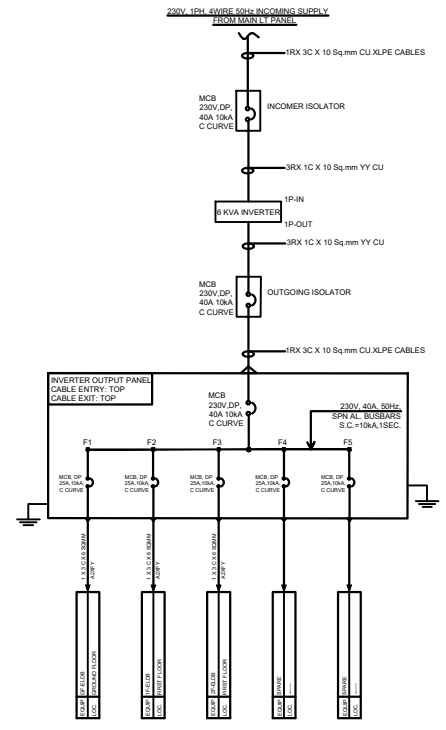 230V, 1PH, 4WIRE 50Hz INCOMING SUPPLY
FROM MAIN LT PANEL
1RX 3C X 10 Sq.mm CU.XLPE CABLES
MCB
230V,DP,
40A 10kA
C CURVE
INCOMER ISOLATOR
3RX 1C X 10 Sq.mm YY CU
1P-IN
6 KVA INVERTER
1P-OUT
3RX 1C X 10 Sq.mm YY CU
MCB
230V,DP,
40A 10kA
C CURVE
OUTGOING ISOLATOR
1RX 3C X 10 Sq.mm CU.XLPE CABLES
INVERTER OUTPUT PANEL
CABLE ENTRY: TOP
CABLE EXIT: TOP
MCB
230V,DP,
40A 10kA
C CURVE
230V, 40A, 50Hz,
SPN AL. BUSBARS
S.C.=10kA,1SEC.
F1
F2
F3
F4
F5
MCB, DP
25A,10kA,
C CURVE
MCB, DP
25A,10kA,
C CURVE
MCB, DP
25A,10kA,
C CURVE
MCB, DP
25A,10kA,
C CURVE
MCB, DP
25A,10kA,
C CURVE
1 X 3 C X 6 SQMM
A2XFY
1 X 3 C X 6 SQMM
A2XFY
1 X 3 C X 6 SQMM
A2XFY
EQUIP
GF-ELDB
LOC.
GROUND FLOOR
EQUIP
1F-ELDB
LOC.
FIRST FLOOR
EQUIP
2F-ELDB
LOC.
FIRST FLOOR
EQUIP
SPARE
LOC.
-----
EQUIP
SPARE
LOC.
-----